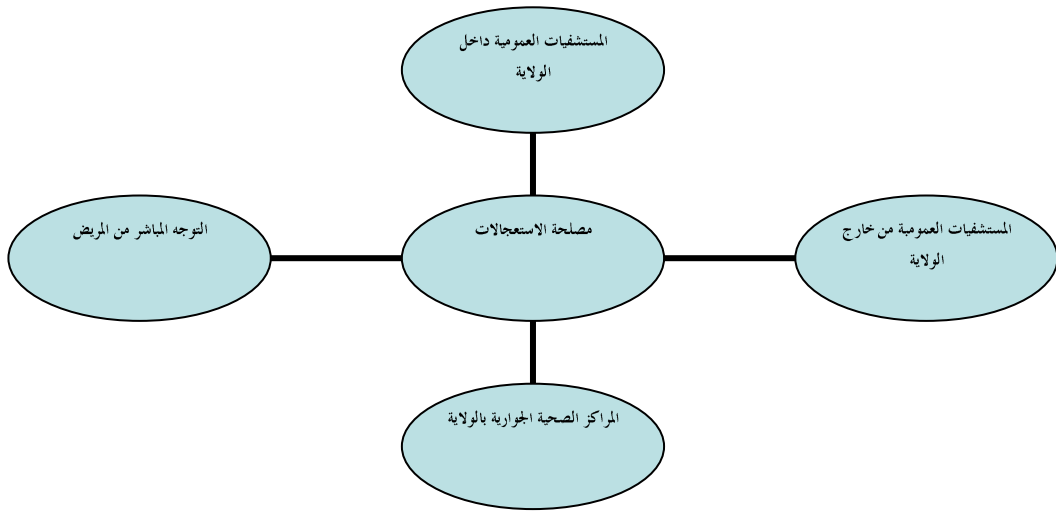 المستشفيات العمومية داخل
الولاية
المستشفيات العمومبة من خارج
الولاية
مصلحة الاستعجالات
التوجه المباشر من المريض
المراكز الصحية الجوارية بالولاية